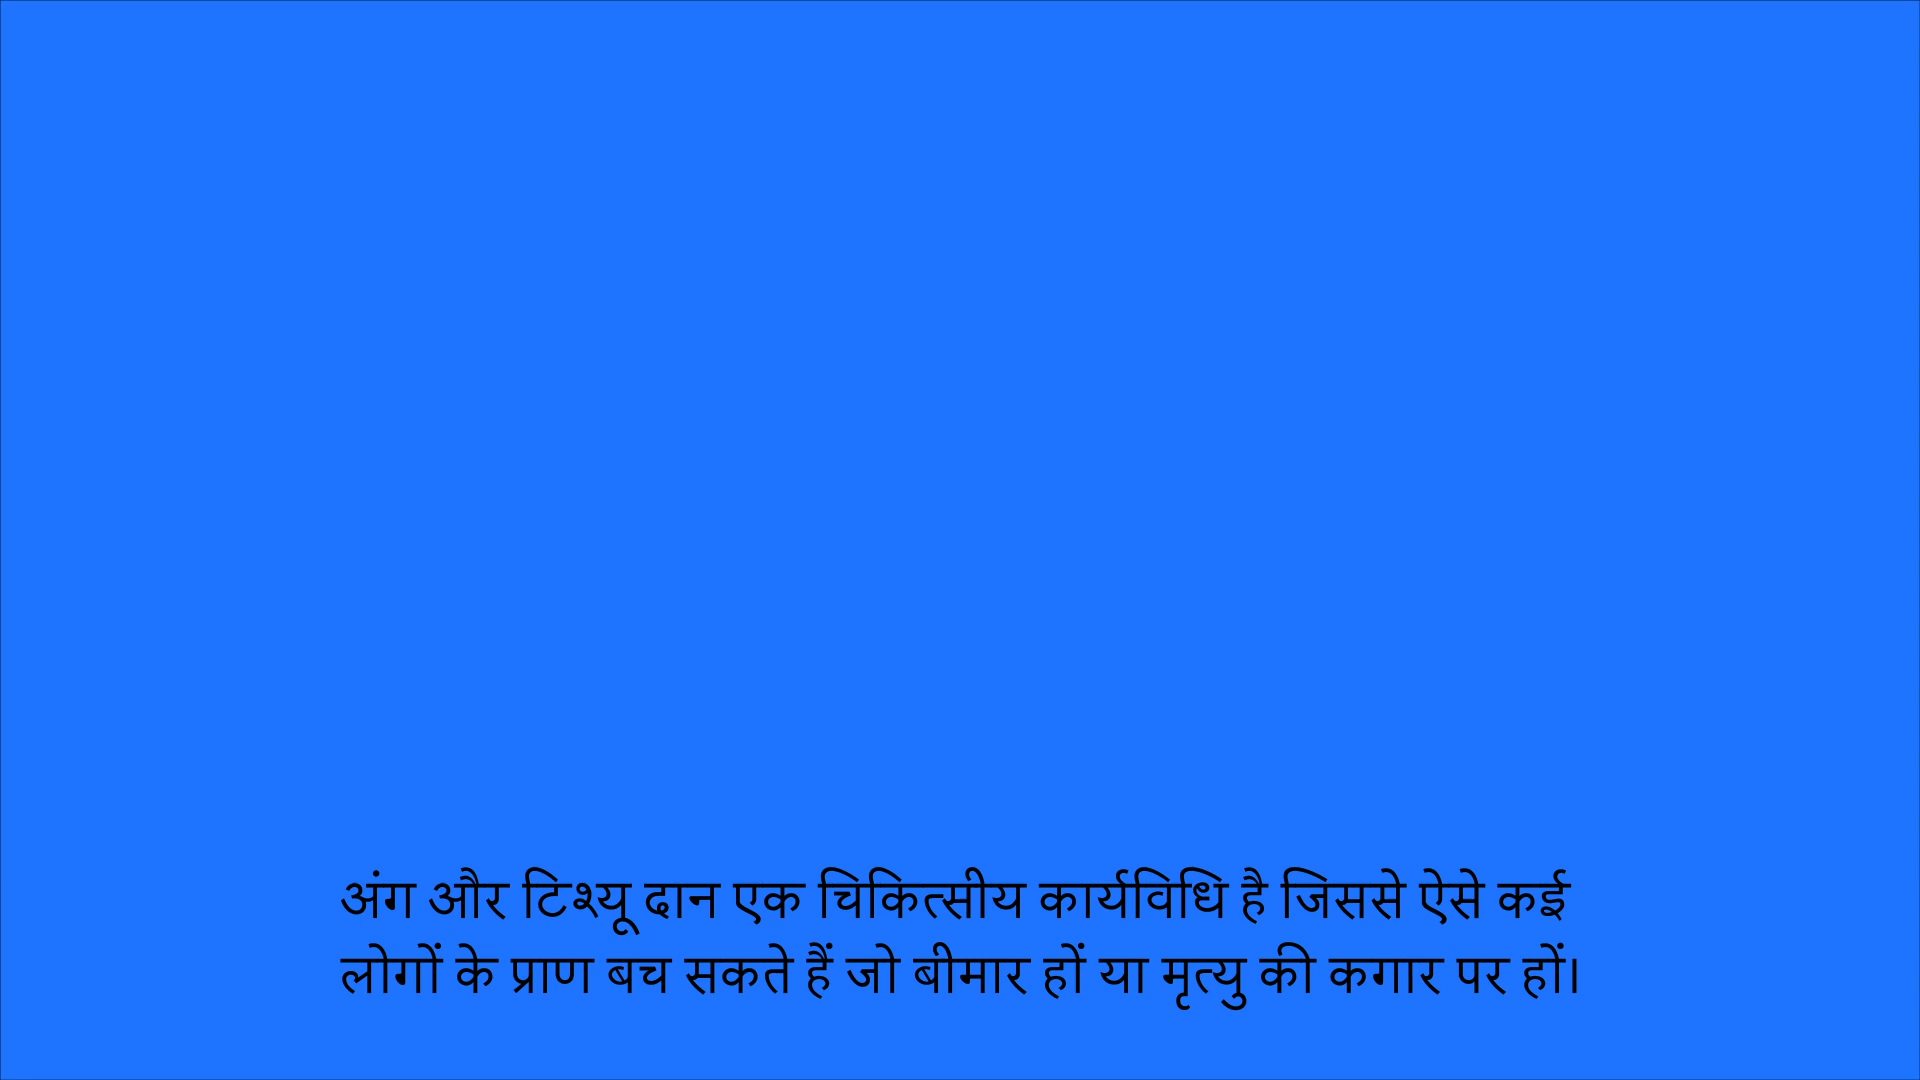 अंग और टिश्यू दान एक चिकित्सीय कार्यविधि है जिससे ऐसे कई
लोगों के प्राण बच सकते हैं जो बीमार हों या मृत्यु की कगार पर हों।